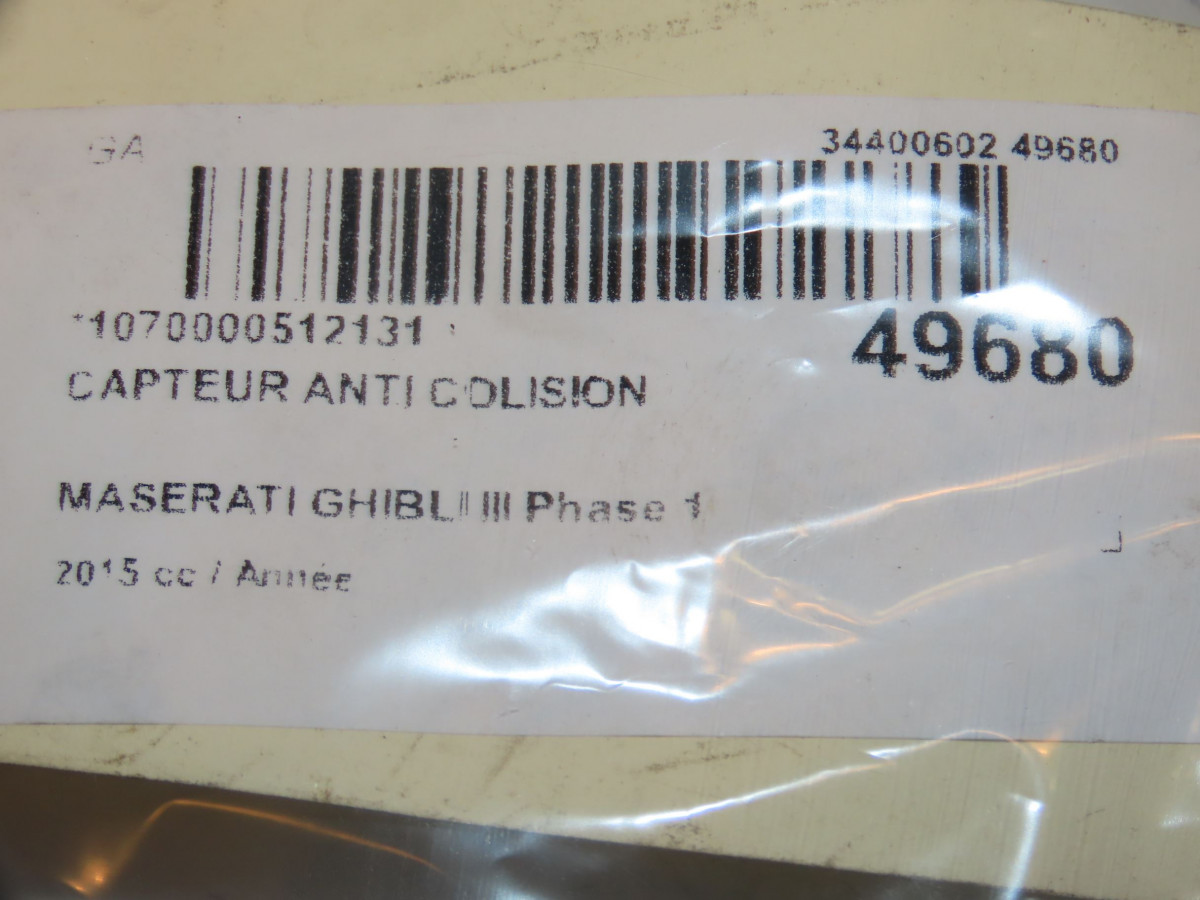 GA
34400602 49680
*1070000512131
49680
CAPTEUR ANTI COLISION
MASERATI GHIBLI III Phase 1
2015 cc / Année